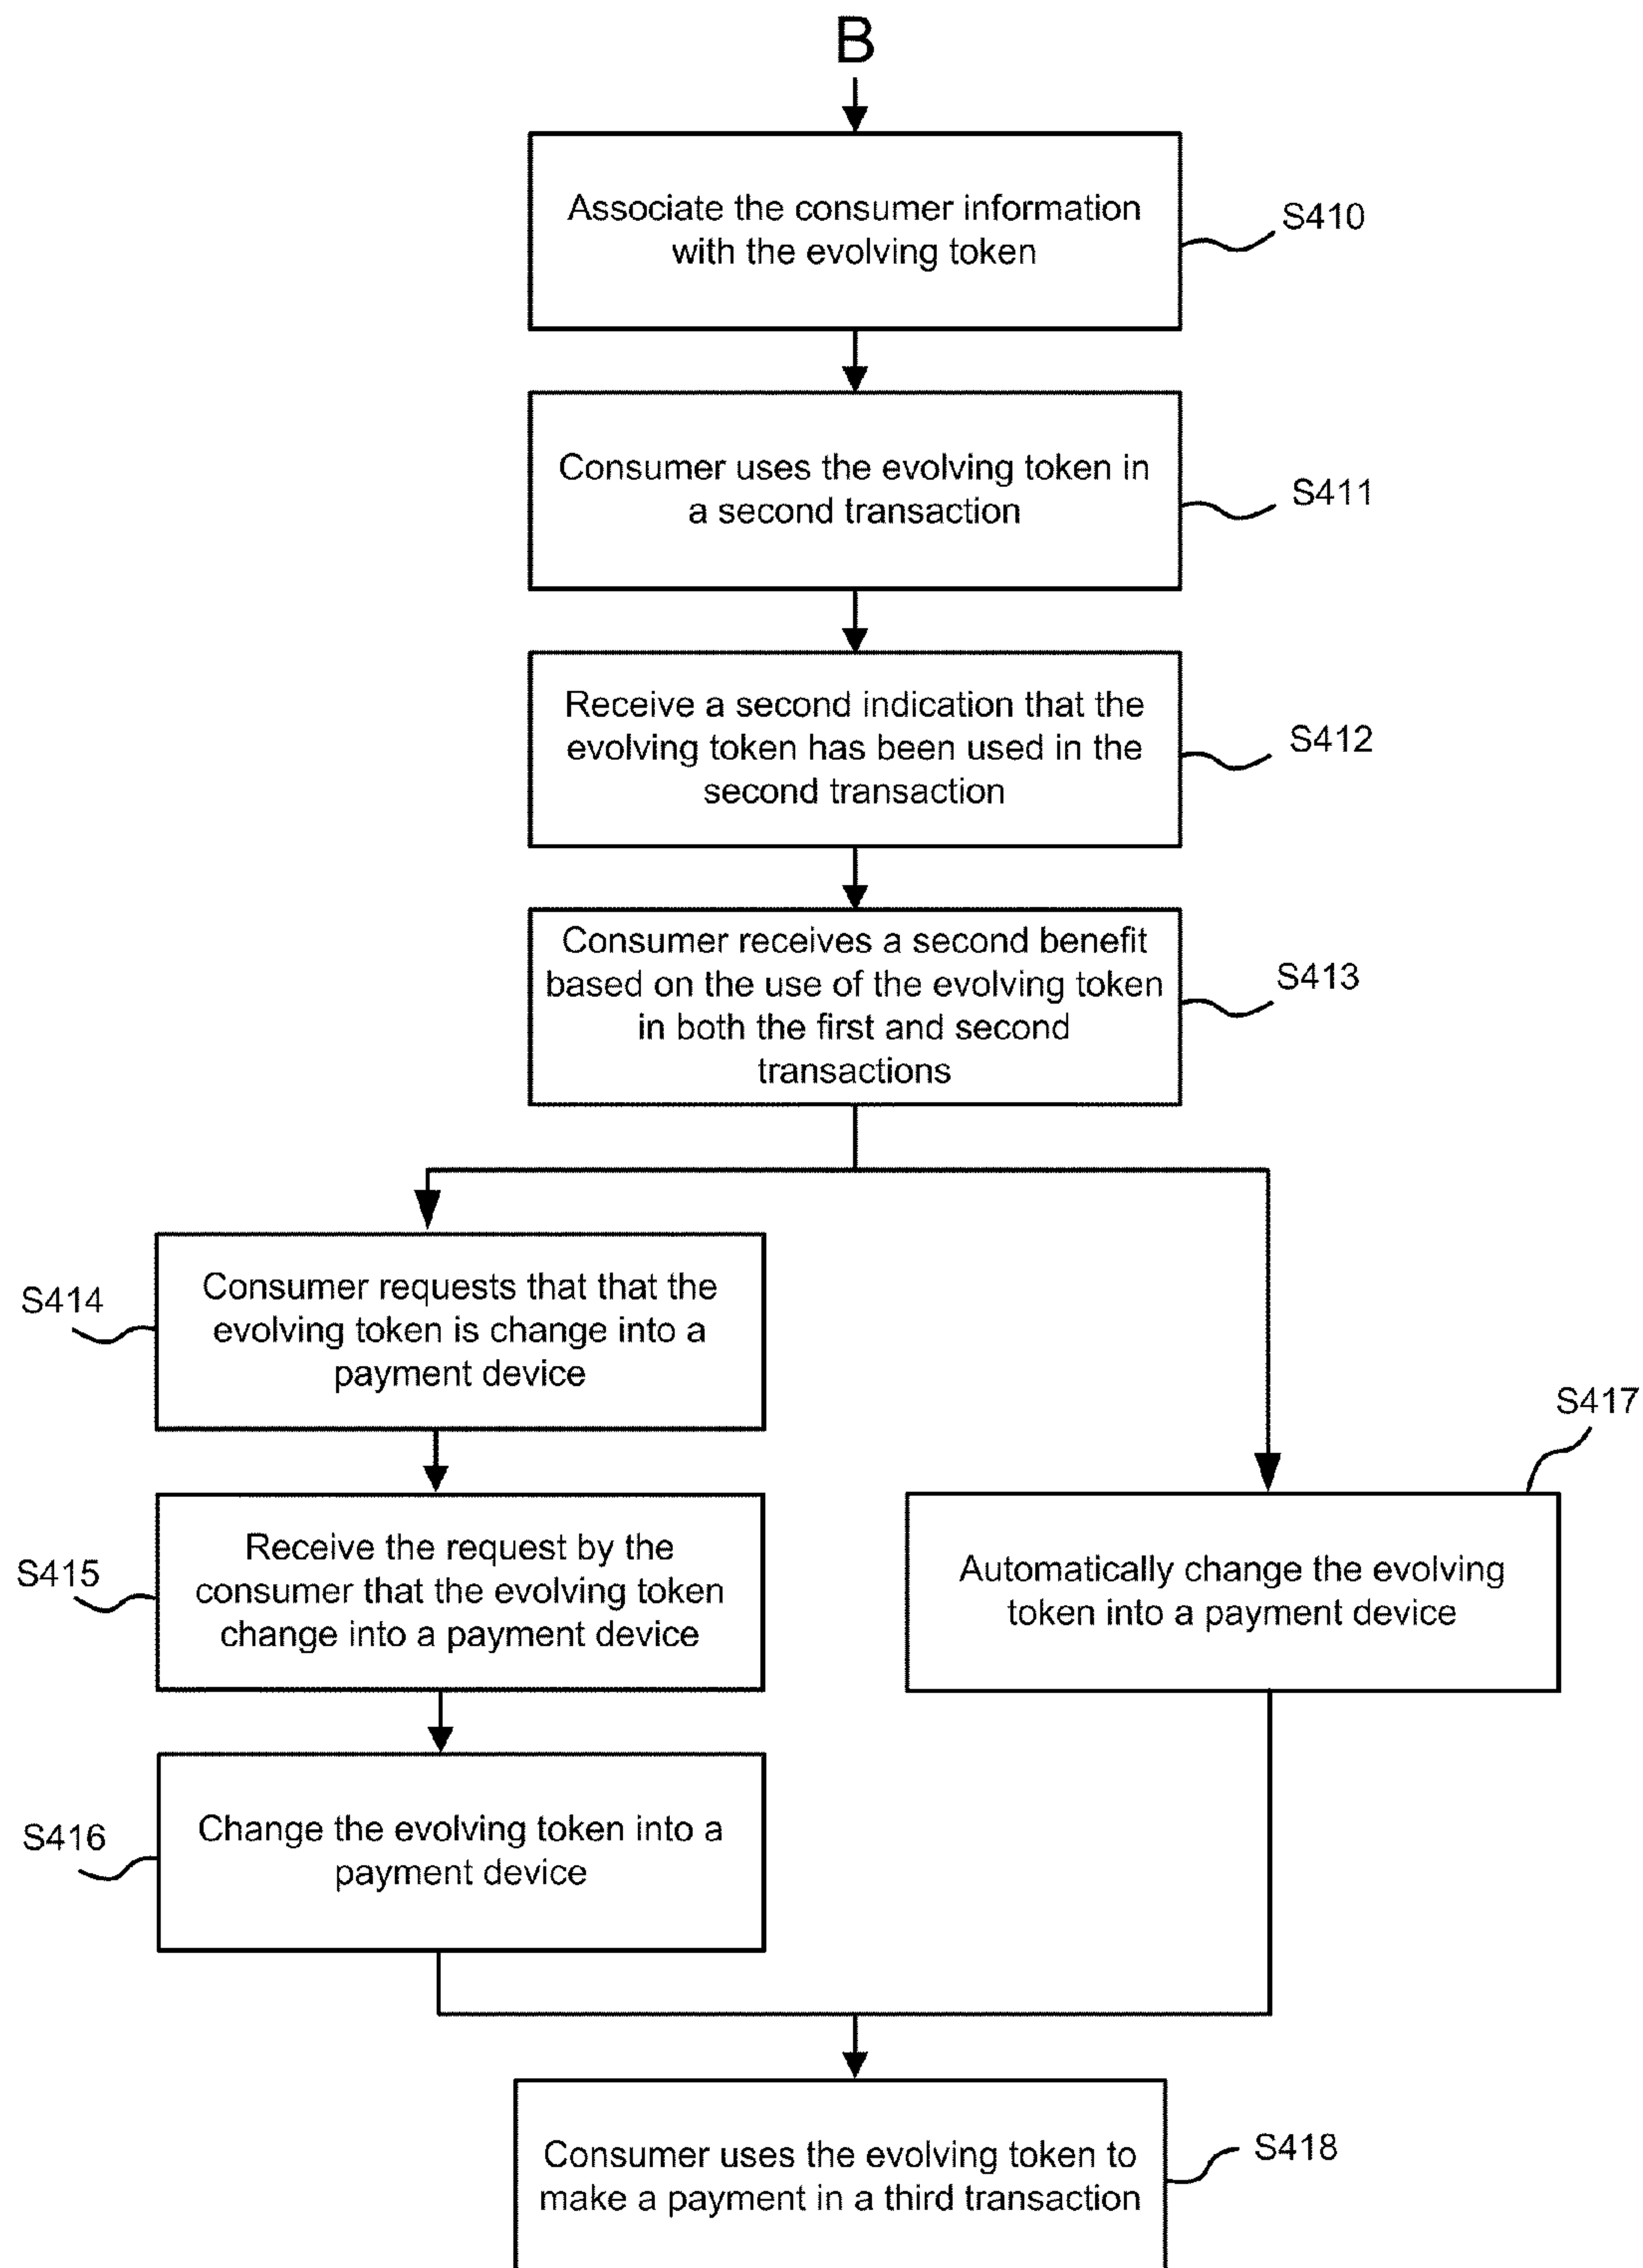 B
Associate the consumer information
with the evolving token
S410
Consumer uses the evolving token in
a second transaction
S411
Receive a second indication that the
evolving token has been used in the
second transaction
S412
Consumer receives a second benefit
based on the use of the evolving token
in both the first and second
transactions
S413
S414
Consumer requests that that the
evolving token is change into a
payment device
S415
Receive the request by the
consumer that the evolving token
change into a payment device
S417
Automatically change the evolving
token into a payment device
S416
Change the evolving token into a
payment device
Consumer uses the evolving token to
make a payment in a third transaction
S418